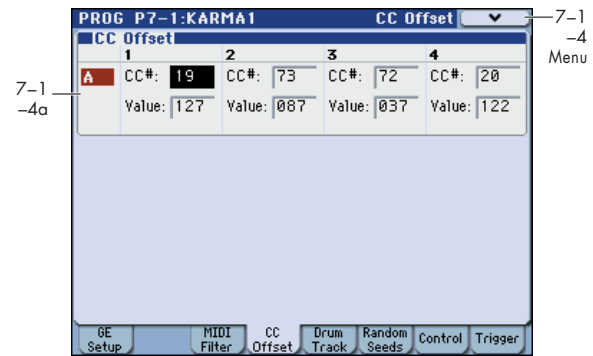 PROG P7-1:KARMA1 CC Offset
7–1
–4
Menu
CC Offset
1 2 3 4
A CC#: 19 CC#: 73 CC#: 72 CC#: 20
7–1
–4a
Value: 127 Value: 087 Value: 037 Value: 122
GE Setup MIDI Filter CC Offset Drum Track Random Seeds Control Trigger